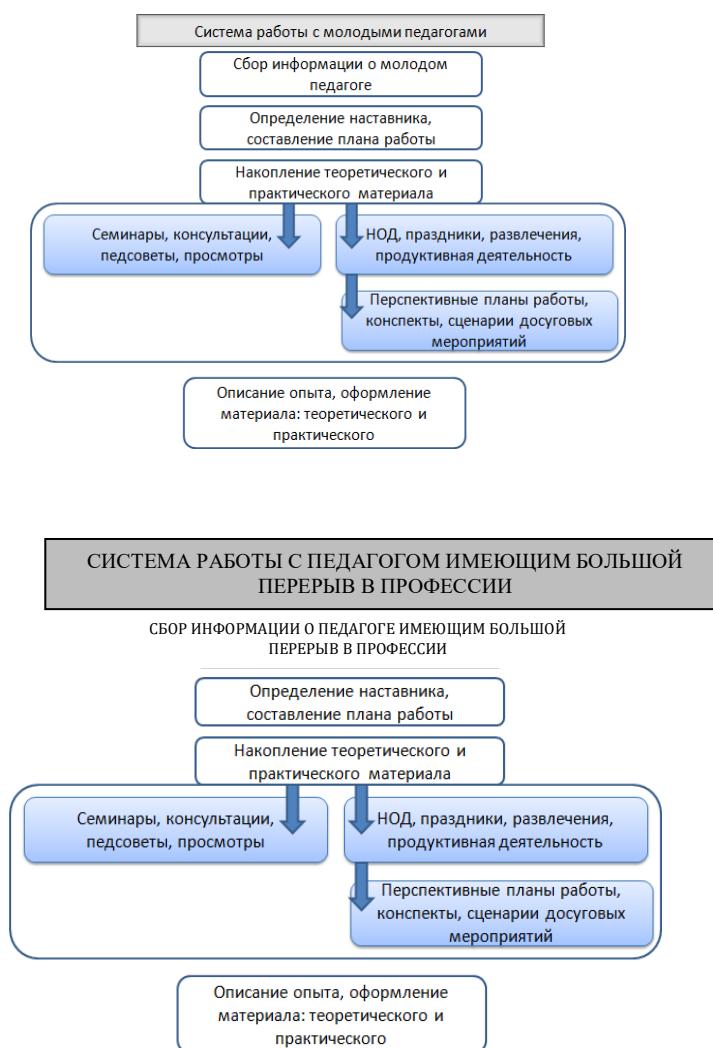 Система работы с молодыми педагогами
Сбор информации о молодом
педагоге
Определение наставника,
составление плана работы
Накопление теоретического и
практического материала
Семинары, консультации,
педсоветы, просмотры
НОД, праздники, развлечения,
продуктивная деятельность
Перспективные планы работы,
конспекты, сценарии досуговых
мероприятий
Описание опыта, оформление
материала: теоретического и
практического
СИСТЕМА РАБОТЫ С ПЕДАГОГОМ ИМЕЮЩИМ БОЛЬШОЙ
ПЕРЕРЫВ В ПРОФЕССИИ
СБОР ИНФОРМАЦИИ О ПЕДАГОГЕ ИМЕЮЩИМ БОЛЬШОЙ
ПЕРЕРЫВ В ПРОФЕССИИ
Определение наставника,
составление плана работы
Накопление теоретического и
практического материала
Семинары, консультации,
педсоветы, просмотры
НОД, праздники, развлечения,
продуктивная деятельность
Перспективные планы работы,
конспекты, сценарии досуговых
мероприятий
Описание опыта, оформление
материала: теоретического и
практического